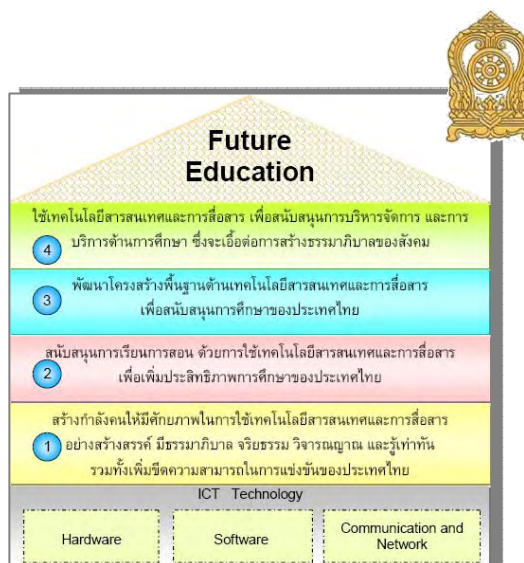 Future
Education
ใช้เทคโนโลยีสารสนเทศและการสื่อสาร เพื่อสนับสนุนการบริหารจัดการ และการ
4 บริการด้านการศึกษา ซึ่งจะเอื้อต่อการสร้างธรรมาภิบาลของสังคม
3 พัฒนาโครงสร้างพื้นฐานด้านเทคโนโลยีสารสนเทศและการสื่อสาร
เพื่อสนับสนุนการศึกษาของประเทศไทย
สนับสนุนการเรียนการสอน ด้วยการใช้เทคโนโลยีสารสนเทศและการสื่อสาร
2 เพื่อเพิ่มประสิทธิภาพการศึกษาของประเทศไทย
สร้างกำลังคนให้มีศักยภาพในการใช้เทคโนโลยีสารสนเทศและการสื่อสาร
1 อย่างสร้างสรรค์ มีธรรมาภิบาล จริยธรรม วิจารณญาณ และรู้เท่าทัน
รวมทั้งเพิ่มขีดความสามารถในการแข่งขันของประเทศไทย
ICT Technology
Hardware
Software
Communication and
Network